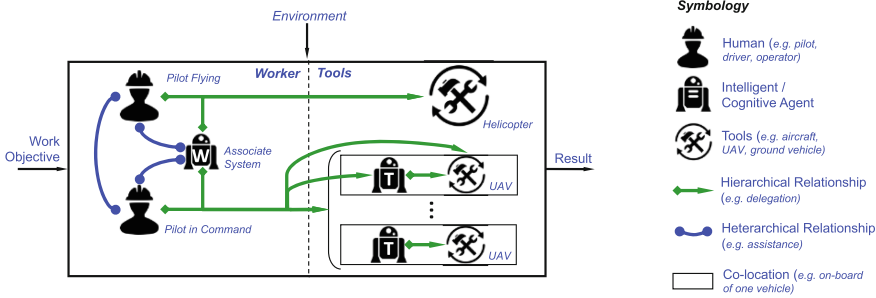 Environment
Symbology
Human (e.g. pilot,
driver, operator)
Pilot Flying
Worker
Tools
Intelligent /
Cognitive Agent
Helicopter
Tools (e.g. aircraft,
UAV, ground vehicle)
Work
Objective
W
Associate
System
Result
T
UAV
Hierarchical Relationship
(e.g. delegation)
...
Pilot in Command
Heterarchical Relationship
(e.g. assistance)
T
UAV
Co-location (e.g. on-board
of one vehicle)